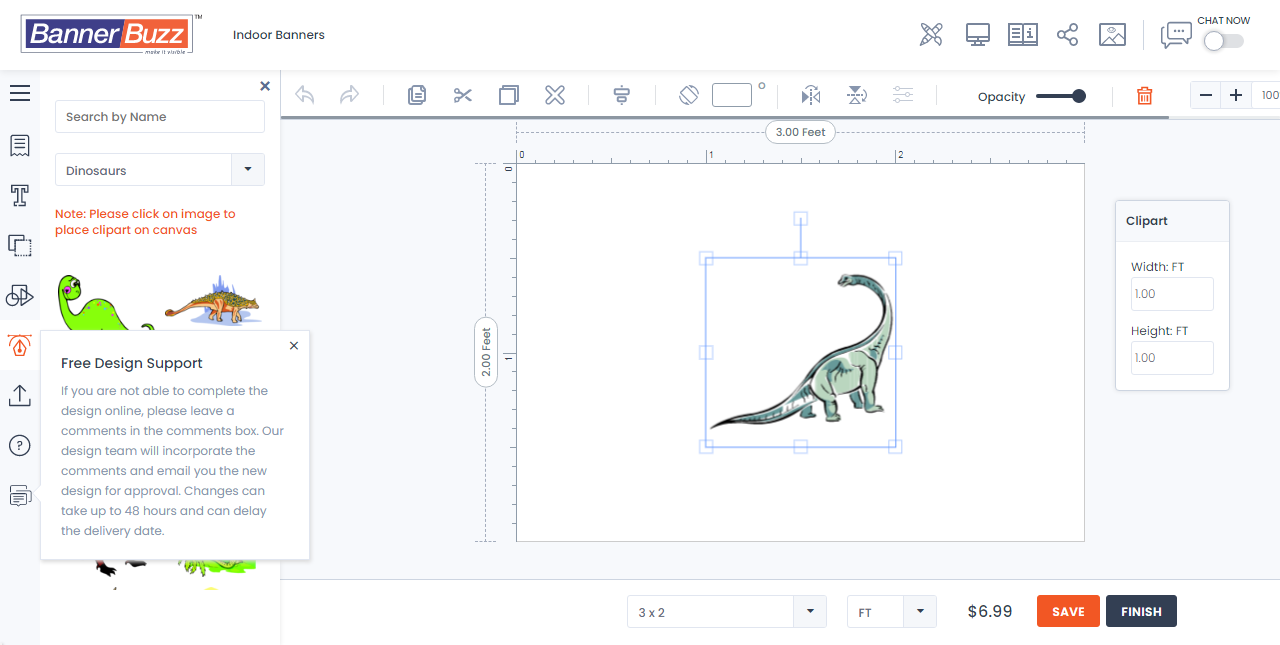 BannerBuzz
TM
make it visible
Indoor Banners
CHAT NOW
Search by Name
Dinosaurs
Note: Please click on image to
place clipart on canvas
Free Design Support
If you are not able to complete the
design online, please leave a
comments in the comments box. Our
design team will incorporate the
comments and email you the new
design for approval. Changes can
take up to 48 hours and can delay
the delivery date.
Opacity
100
3.00 Feet
0
1
2
0
1
2.00 Feet
Clipart
Width: FT
1.00
Height: FT
1.00
3 x 2
FT
$6.99
SAVE
FINISH